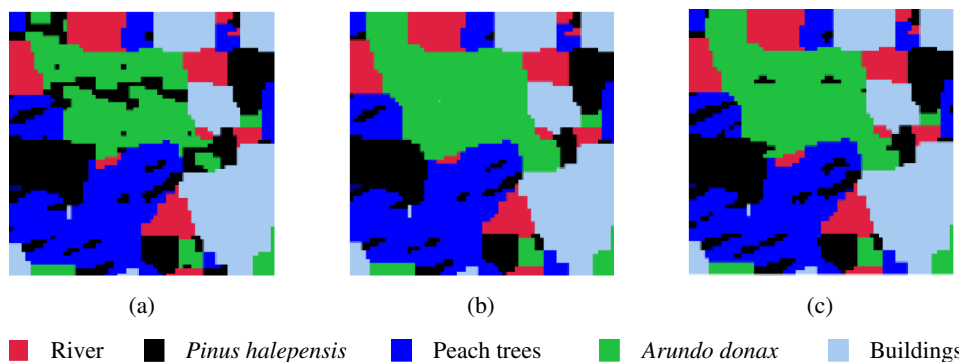 (a) (b) (c)
River Pinus halepensis Peach trees Arundo donax Buildings